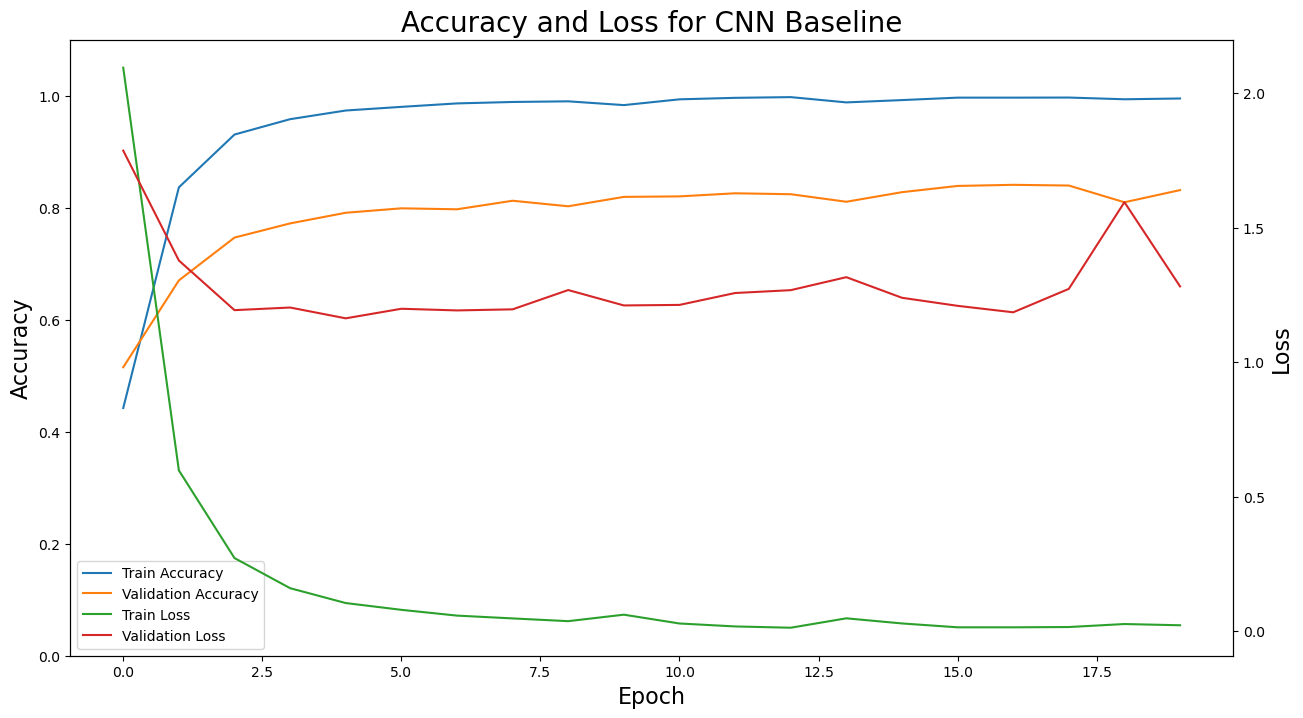 Accuracy and Loss for CNN Baseline
1.0
0.8
0.6
0.4
0.2
0.0
Accuracy
2.0
1.5
1.0
0.5
0.0
Loss
Train Accuracy
Validation Accuracy
Train Loss
Validation Loss
0.0 2.5 5.0 7.5 10.0 12.5 15.0 17.5
Epoch